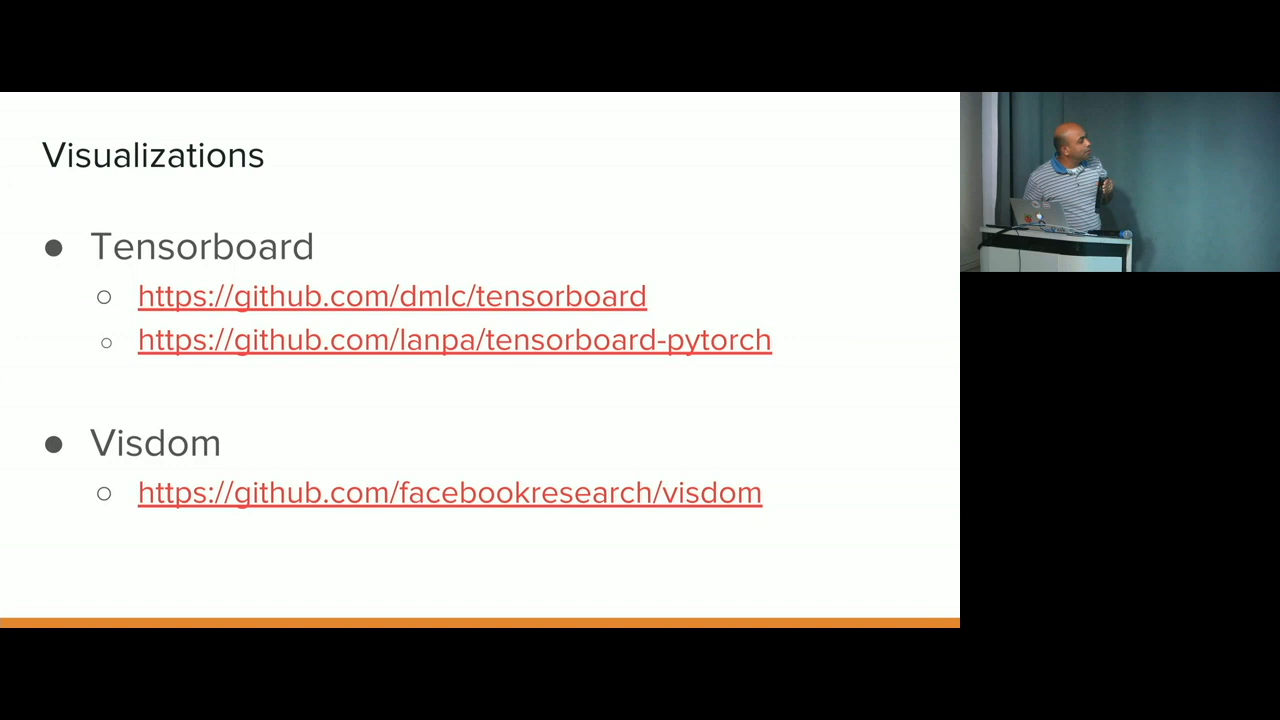 Visualizations
● Tensorboard
○ https://github.com/dmlc/tensorboard
○ https://github.com/lanpa/tensorboard-pytorch
● Visdom
○ https://github.com/facebookresearch/visdom